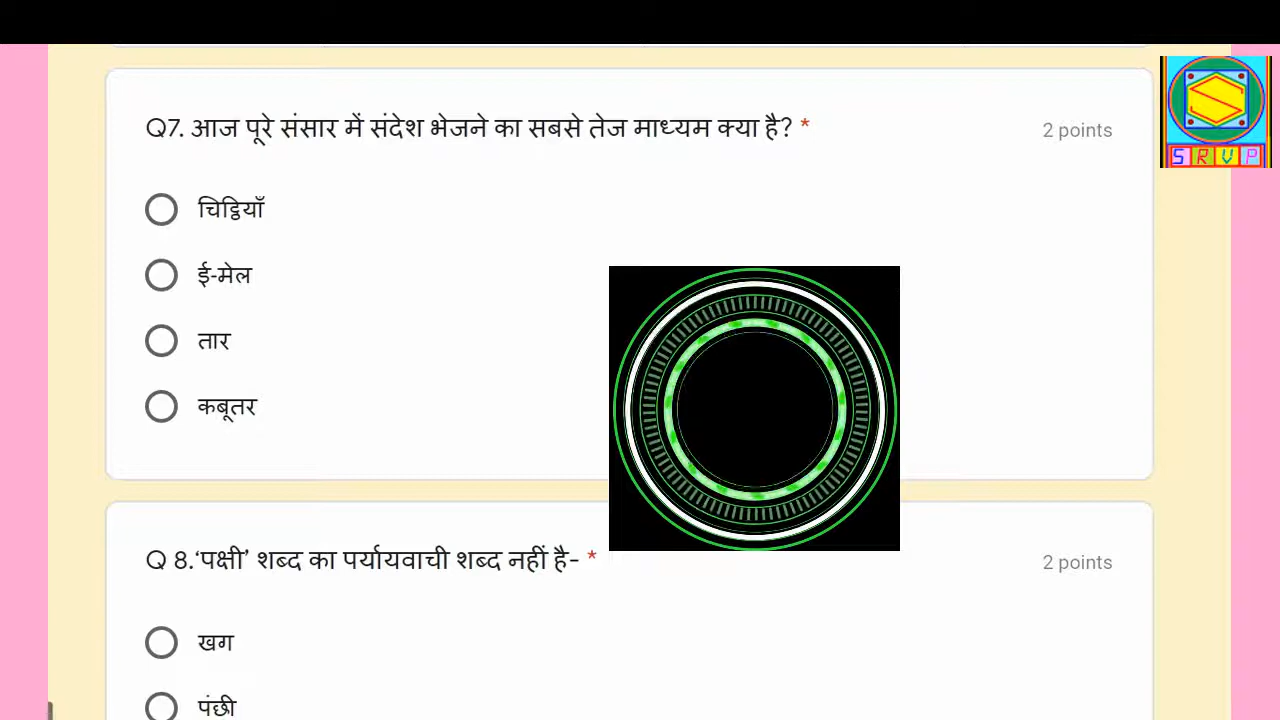 Q7. आज पूरे संसार में संदेश भेजने का सबसे तेज माध्यम क्या है? *
2 points
चिट्ठियाँ
ई-मेल
तार
कबूतर
S R V P
Q 8.‘पक्षी’ शब्द का पर्यायवाची शब्द नहीं है- *
2 points
खग
पंछी